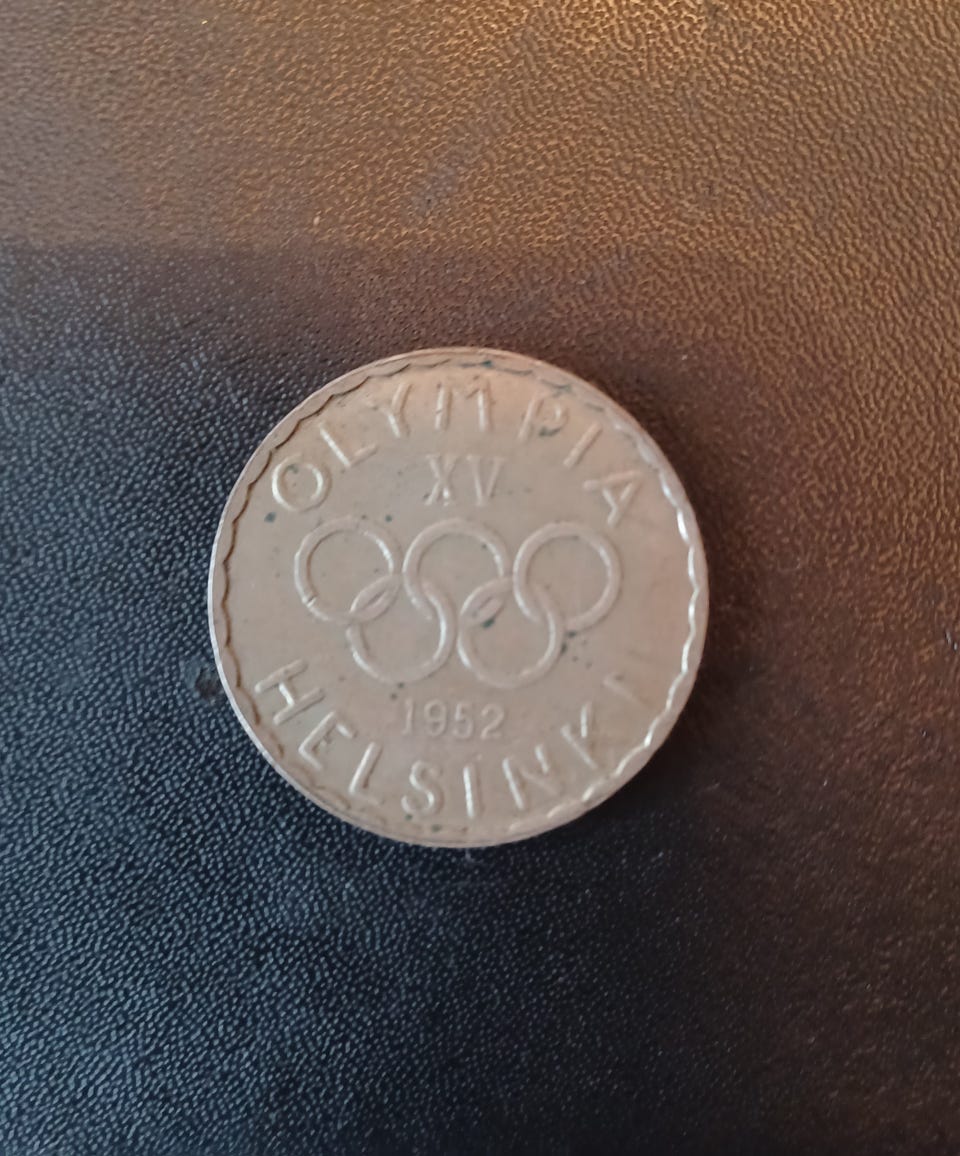 OLYMPIA
XV
1952
HELSINKI